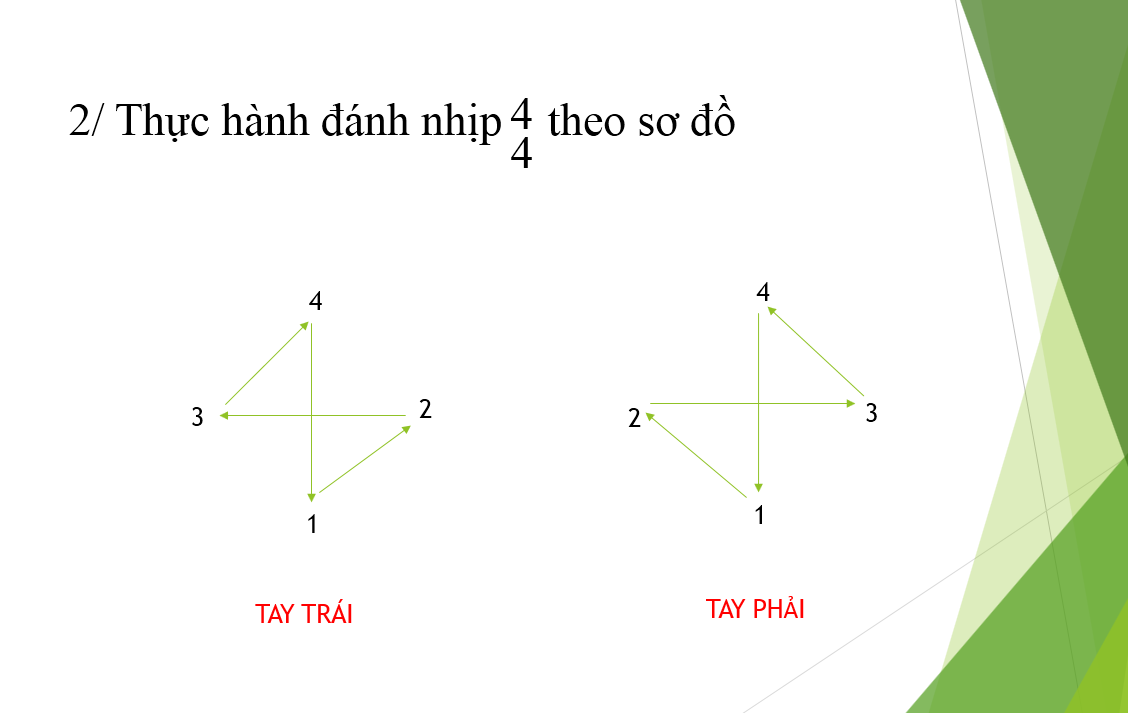 2/ Thực hành đánh nhịp 4/4 theo sơ đồ
4
4
3
2
2
3
1
1
TAY TRÁI
TAY PHẢI